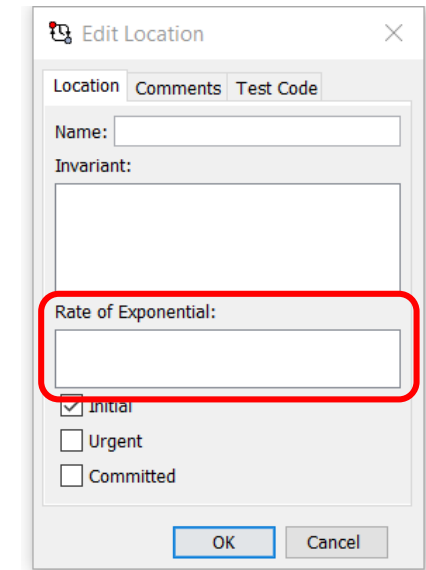 Edit Location
Location Comments Test Code
Name:
Invariant:
Rate of Exponential:
Initial
Urgent
Committed
OK Cancel